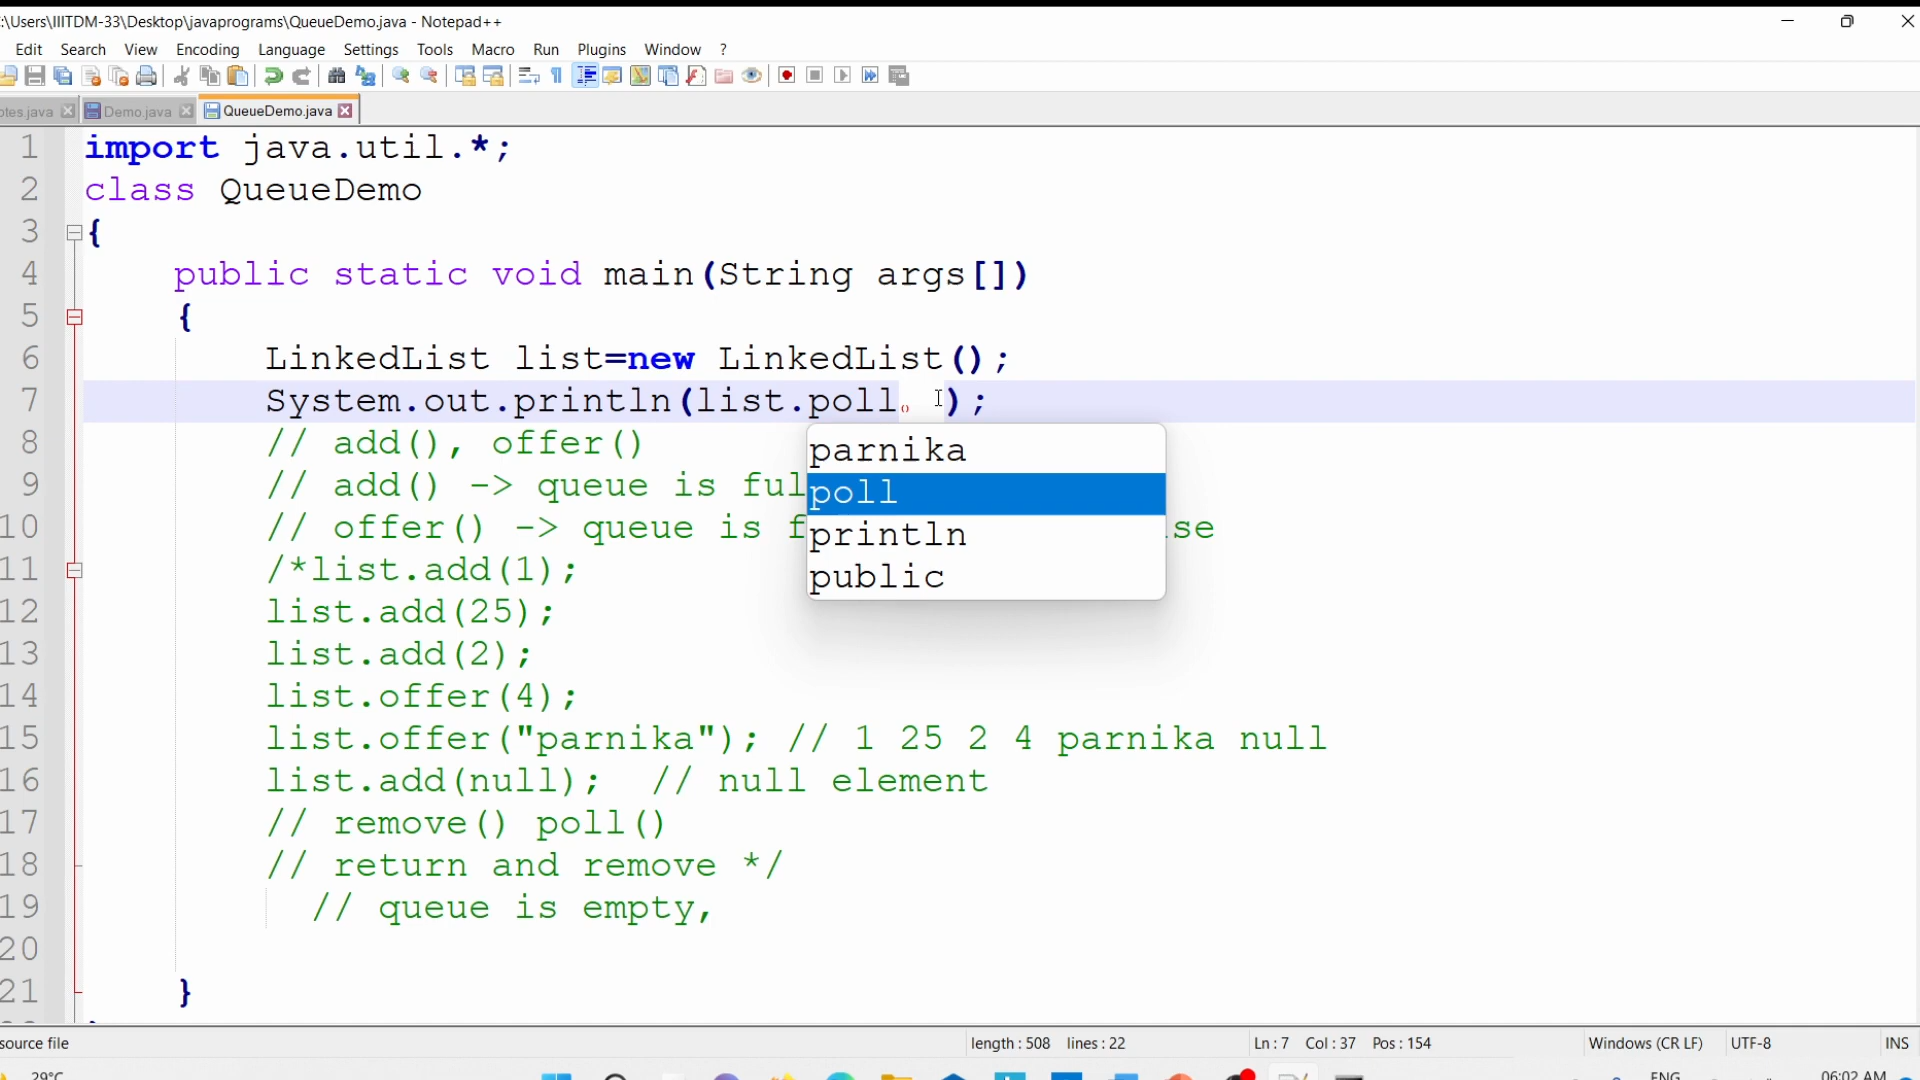 :\Users\IIITDM-33\Desktop\javaprograms\QueueDemo.java - Notepad++
Edit Search View Encoding Language Settings Tools Macro Run Plugins Window ?
otes.java Demo.java QueueDemo.java
1 import java.util.*;
2 class QueueDemo
3 {
4 public static void main(String args[])
5 {
6 LinkedList list=new LinkedList();
7 System.out.println(list.poll() );
8 // add(), offer()
9 // add() -> queue is ful
10 // offer() -> queue is f se
11 /*list.add(1);
12 list.add(25);
13 list.add(2);
14 list.offer(4);
15 list.offer("parnika"); // 1 25 2 4 parnika null
16 list.add(null); // null element
17 // remove() poll()
18 // return and remove */
19 // queue is empty,
20
21 }
parnika
poll
println
public
source file length : 508 lines : 22 Ln : 7 Col : 37 Pos : 154 Windows (CR LF) UTF-8 INS
29°C ENG 06:02 AM